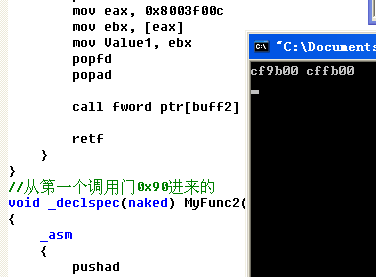 mov eax, 0x8003f00c
mov ebx, [eax]
mov Value1, ebx
popfd
popad
call fword ptr[buff2]
retf
}
}
//从第一个调用门0x90进来的
void _declspec(naked) MyFunc2(
{
_asm
{
pushad
"C:\Documents
cf9b00 cffb00